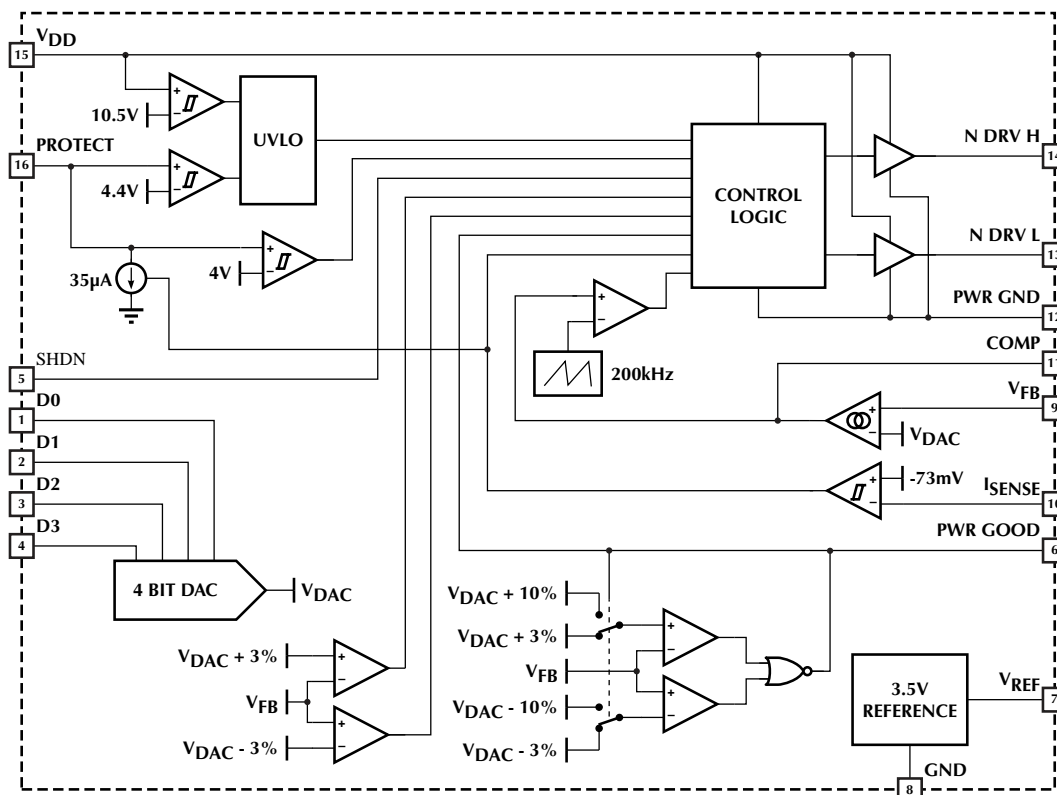 VDD
15
10.5V
+
−
UVLO
PROTECT
16
4.4V
+
−
4V
+
−
35µA
CONTROL
LOGIC
N DRV H
14
N DRV L
13
PWR GND
12
+
−
200kHz
SHDN
5
COMP
11
VFB
9
+
−
VDAC
D0
1
D1
2
D2
3
D3
4
-73mV
+
−
ISENSE
10
PWR GOOD
6
4 BIT DAC
VDAC
VDAC + 10%
VDAC + 3%
VFB
VDAC - 10%
VDAC - 3%
+
−
+
−
VDAC + 3%
VFB
VDAC - 3%
+
−
+
−
3.5V
REFERENCE
VREF
7
GND
8